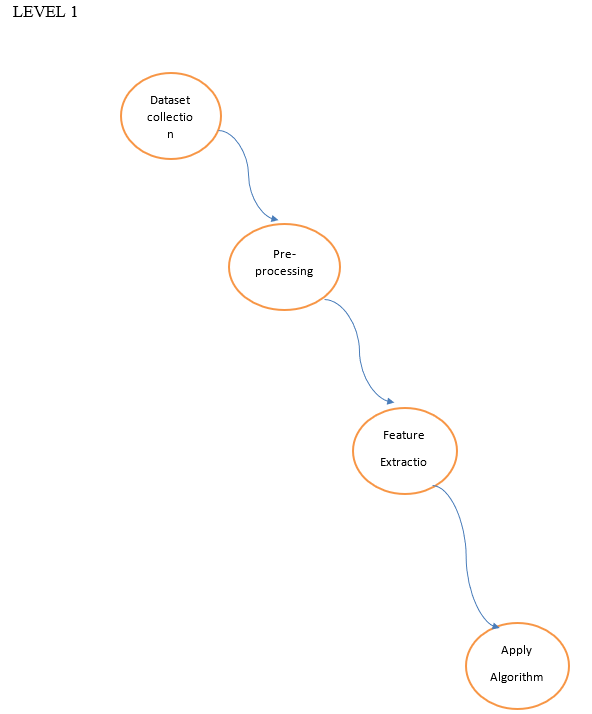 LEVEL 1
Dataset
collectio
n
Pre-
processing
Feature
Extractio
Apply
Algorithm